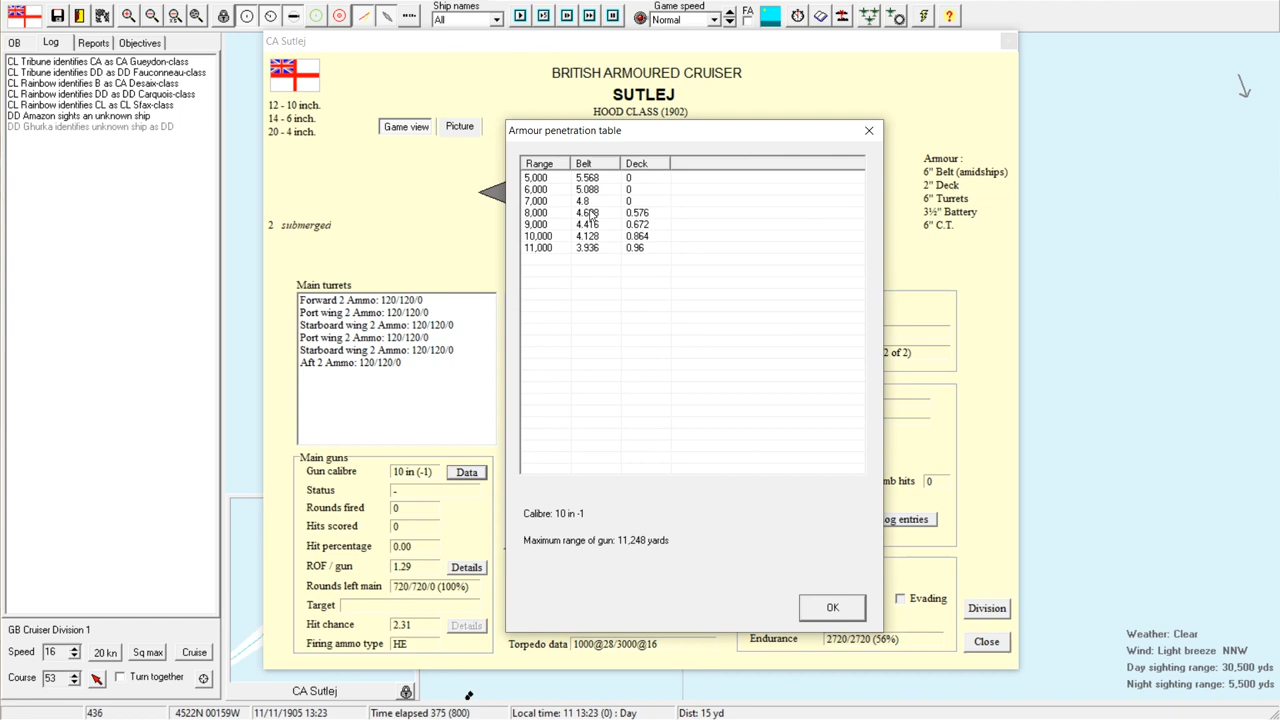 Ship names
All
Game speed
Normal
FA
OB
Log
Reports
Objectives
CL Tribune identifies CA as CA Gueydon-class
CL Tribune identifies DD as DD Fauconneau-class
CL Rainbow identifies B as CA Desaix-class
CL Rainbow identifies DD as DD Carquois-class
CL Rainbow identifies CL as CL Sfax-class
DD Amazon sights an unknown ship
DD Ghurka identifies unknown ship as DD
CA Sutlej
BRITISH ARMOURED CRUISER
SUTLEJ
HOOD CLASS (1902)
12 - 10 inch.
14 - 6 inch.
20 - 4 inch.
Game view
Picture
2 submerged
Armour :
6" Belt (amidships)
2" Deck
6" Turrets
3½" Battery
6" C.T.
Armour penetration table
Range Belt Deck
5,000 5.568 0
6,000 5.088 0
7,000 4.8 0
8,000 0.576
9,000 4.416 0.672
10,000 4.128 0.864
11,000 3.936 0.96
Calibre: 10 in -1
Maximum range of gun: 11,248 yards
OK
Main turrets
Forward 2 Ammo: 120/120/0
Port wing 2 Ammo: 120/120/0
Starboard wing 2 Ammo: 120/120/0
Port wing 2 Ammo: 120/120/0
Starboard wing 2 Ammo: 120/120/0
Aft 2 Ammo: 120/120/0
Main guns
Gun calibre 10 in (-1) Data
Status -
Rounds fired 0
Hits scored 0
Hit percentage 0.00
ROF / gun 1.29 Details
Rounds left main 720/720/0 (100%)
Target
Hit chance 2.31 Details
Firing ammo type HE
2 of 2)
mb hits 0
og entries
Evading
Division
Torpedo data 1000@28/3000@16
Endurance 2720/2720 (56%)
Close
GB Cruiser Division 1
Speed 16 20 kn Sq max Cruise
Course 53 Turn together
CA Sutlej
Weather: Clear
Wind: Light breeze NNW
Day sighting range: 30,500 yds
Night sighting range: 5,500 yds
436
4522N 00159W
11/11/1905 13:23
Time elapsed 375 (800)
Local time: 11 13:23 (0) : Day
Dist: 15 yd